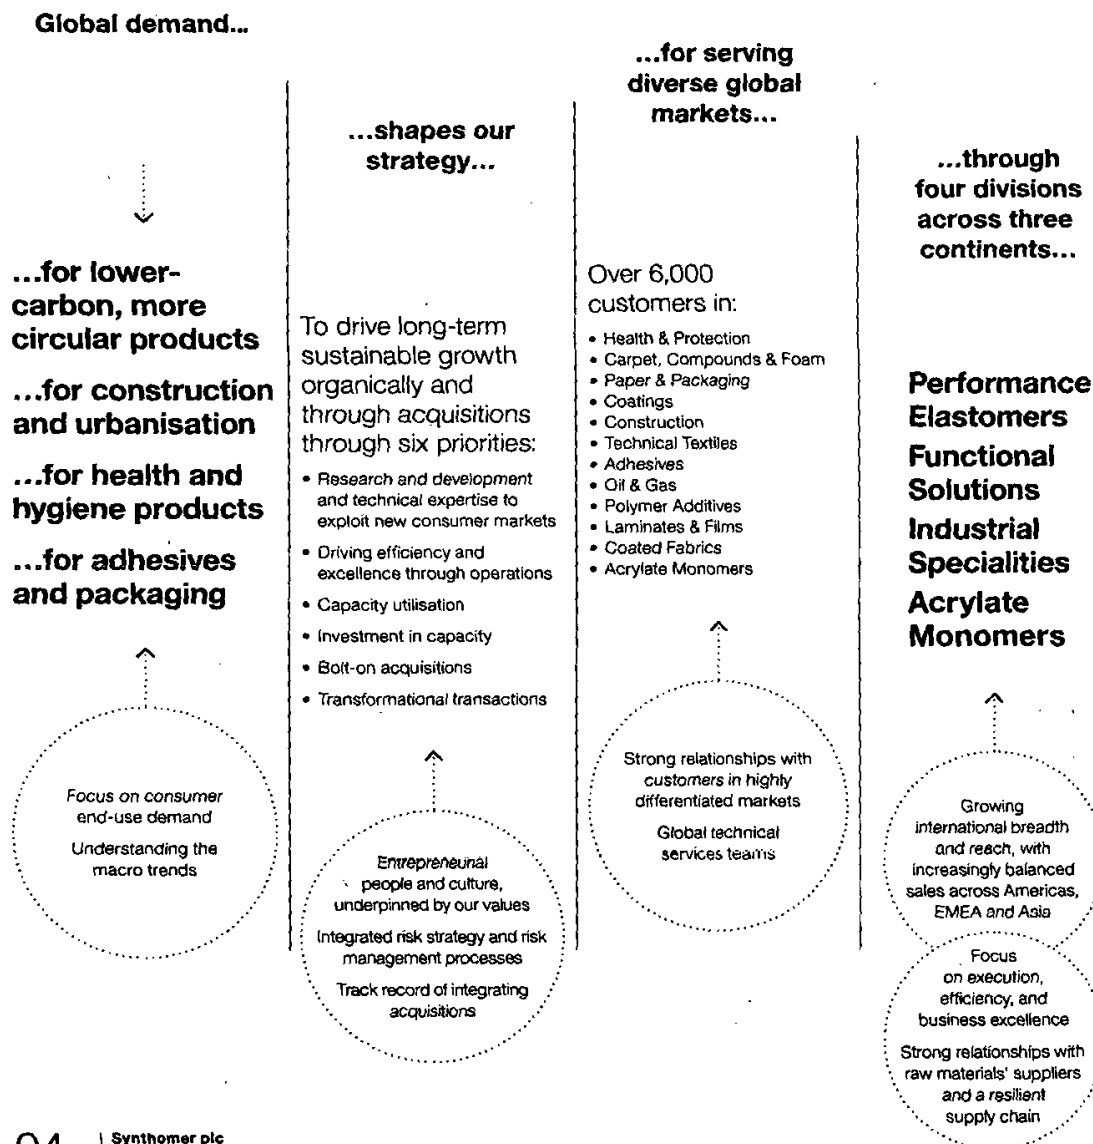 Global demand...
...for lower-
carbon, more
circular products
...for construction
and urbanisation
...for health and
hygiene products
...for adhesives
and packaging
Focus on consumer
end-use demand
Understanding the
macro trends
...shapes our
strategy...
To drive long-term
sustainable growth
organically and
through acquisitions
through six priorities:
• Research and development
and technical expertise to
exploit new consumer markets
• Driving efficiency and
excellence through operations
• Capacity utilisation
• Investment in capacity
• Bolt-on acquisitions
• Transformational transactions
Entrepreneurial
people and culture,
underpinned by our values
Integrated risk strategy and risk
management processes
Track record of integrating
acquisitions
...for serving
diverse global
markets...
Over 6,000
customers in:
• Health & Protection
• Carpet, Compounds & Foam
• Paper & Packaging
• Coatings
• Construction
• Technical Textiles
• Adhesives
• Oil & Gas
• Polymer Additives
• Laminates & Films
• Coated Fabrics
• Acrylate Monomers
Strong relationships with
customers in highly
differentiated markets
Global technical
services teams
...through
four divisions
across three
continents...
Performance
Elastomers
Functional
Solutions
Industrial
Specialities
Acrylate
Monomers
Growing
international breadth
and reach, with
increasingly balanced
sales across Americas,
EMEA and Asia
Focus
on execution,
efficiency, and
business excellence
Strong relationships with
raw materials' suppliers
and a resilient
supply chain
Synthomer plc